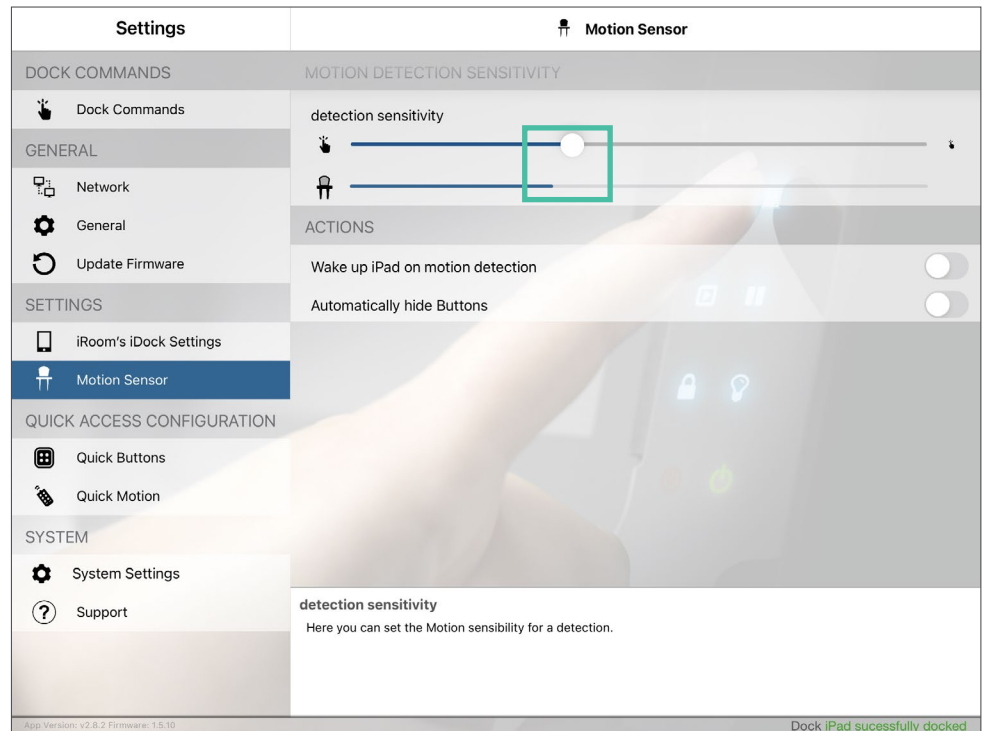 Settings
Motion Sensor
DOCK COMMANDS
MOTION DETECTION SENSITIVITY
Dock Commands
detection sensitivity
GENERAL
Network
General
ACTIONS
Update Firmware
Wake up iPad on motion detection
SETTINGS
Automatically hide Buttons
iRoom's iDock Settings
Motion Sensor
QUICK ACCESS CONFIGURATION
Quick Buttons
Quick Motion
SYSTEM
System Settings
Support
detection sensitivity
Here you can set the Motion sensibility for a detection.
App Version: v2.8.2 Firmware: 1.5.10
Dock iPad sucessfully docked